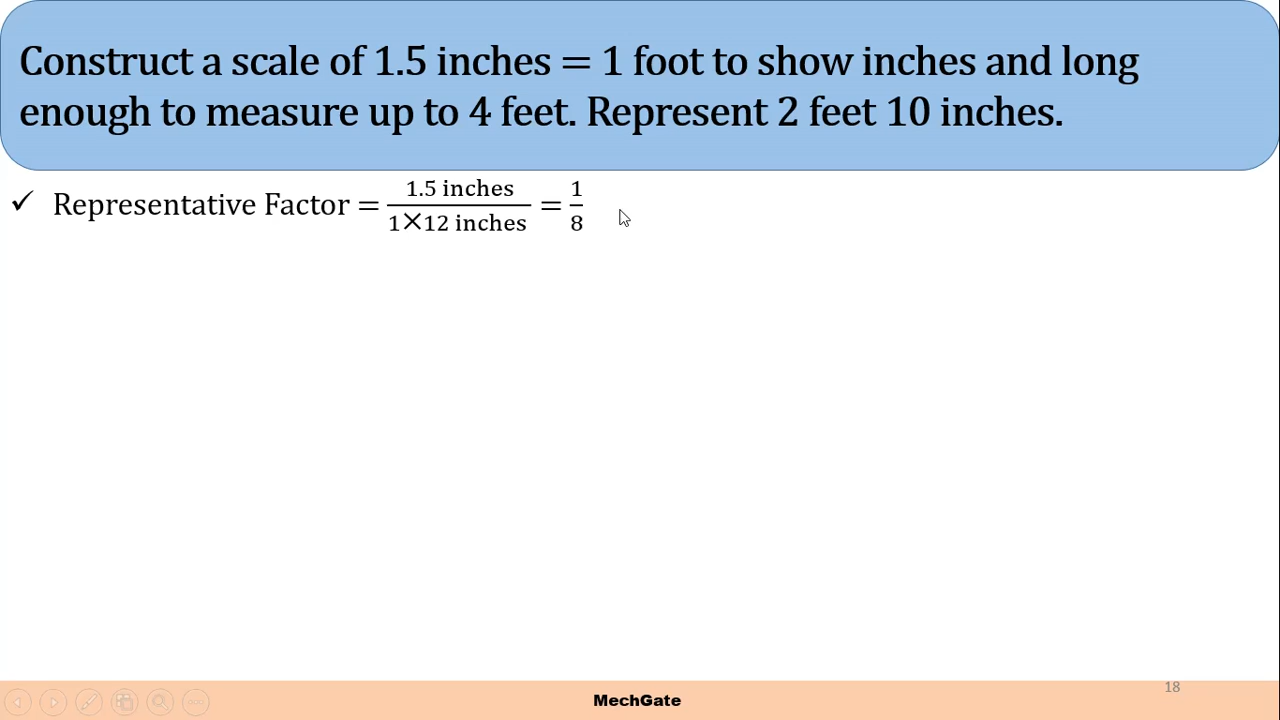 Construct a scale of 1.5 inches = 1 foot to show inches and long
enough to measure up to 4 feet. Represent 2 feet 10 inches.
✓ Representative Factor = 1.5 inches / 1×12 inches = 1/8
18
MechGate